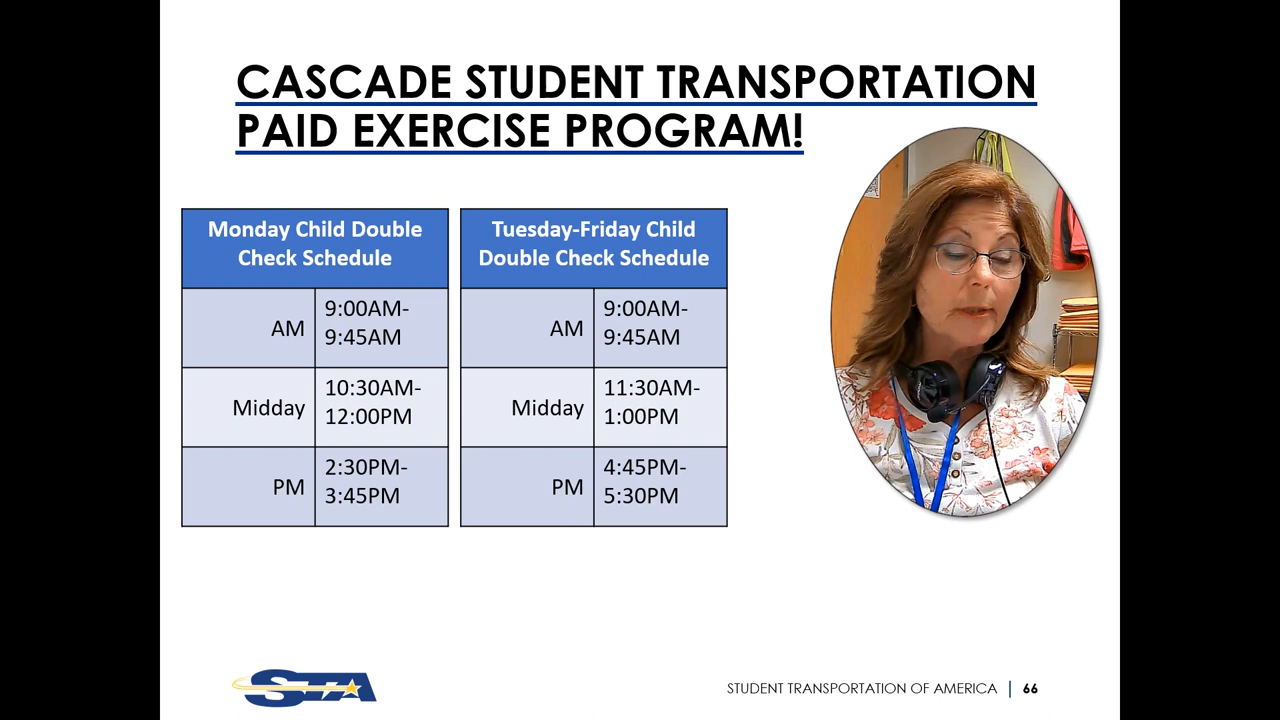 CASCADE STUDENT TRANSPORTATION
PAID EXERCISE PROGRAM!
Monday Child Double
Check Schedule
AM
9:00AM-
9:45AM
Midday
10:30AM-
12:00PM
PM
2:30PM-
3:45PM
Tuesday-Friday Child
Double Check Schedule
AM
9:00AM-
9:45AM
Midday
11:30AM-
1:00PM
PM
4:45PM-
5:30PM
STA
STUDENT TRANSPORTATION OF AMERICA | 66